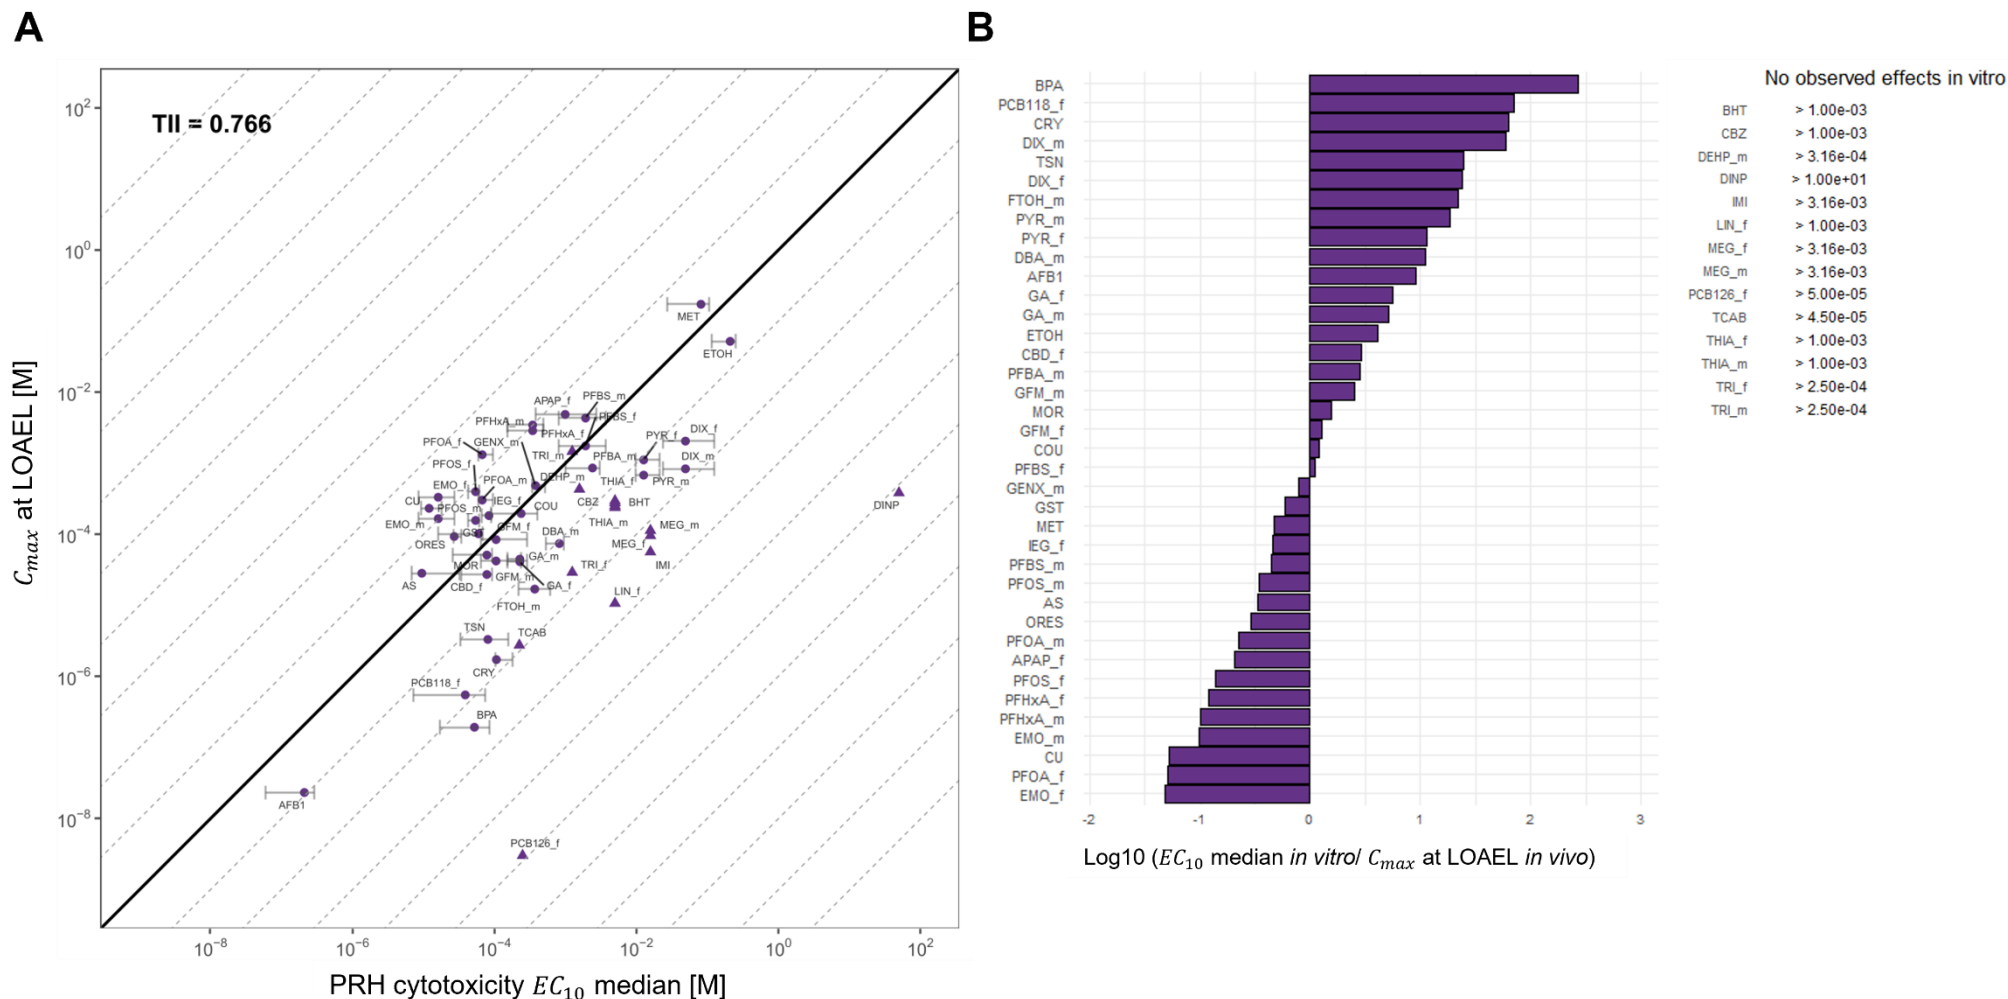 A
TII = 0.766
10²
10⁰
10⁻²
10⁻⁴
10⁻⁶
10⁻⁸
C_max at LOAEL [M]
MET
ETOH
PFBS_m
APAP_f
PFBS_f
PFHxA_m
PFHxA_f
PFOA_f
GENX_m
PYR_f
DIX_f
TRI_m
PFBA_m
DIX_m
PFOS_f
DEHP_m
THIA_f
PYR_m
EMO_f
PFOA_m
CU
IEG_f
CBZ
BHT
DINP
PFOS_m
COU
EMO_m
THIA_m
MEG_m
GST
GFM_f
DBA_m
ORES
MEG_f
GA_m
MOR
TRI_f
IMI
AS
CBD_f
GFM_m
GA_f
LIN_f
FTOH_m
TSN
TCAB
CRY
PCB118_f
BPA
AFB1
PCB126_f
10⁻⁸ 10⁻⁶ 10⁻⁴ 10⁻² 10⁰ 10²
PRH cytotoxicity EC₁₀ median [M]
B
BPA
PCB118_f
CRY
DIX_m
TSN
DIX_f
FTOH_m
PYR_m
PYR_f
DBA_m
AFB1
GA_f
GA_m
ETOH
CBD_f
PFBA_m
GFM_m
MOR
GFM_f
COU
PFBS_f
GENX_m
GST
MET
IEG_f
PFBS_m
PFOS_m
AS
ORES
PFOA_m
APAP_f
PFOS_f
PFHxA_f
PFHxA_m
EMO_m
CU
PFOA_f
EMO_f
-2 -1 0 1 2 3
Log10 (EC₁₀ median in vitro/ C_max at LOAEL in vivo)
No observed effects in vitro
BHT > 1.00e-03
CBZ > 1.00e-03
DEHP_m > 3.16e-04
DINP > 1.00e+01
IMI > 3.16e-03
LIN_f > 1.00e-03
MEG_f > 3.16e-03
MEG_m > 3.16e-03
PCB126_f > 5.00e-05
TCAB > 4.50e-05
THIA_f > 1.00e-03
THIA_m > 1.00e-03
TRI_f > 2.50e-04
TRI_m > 2.50e-04